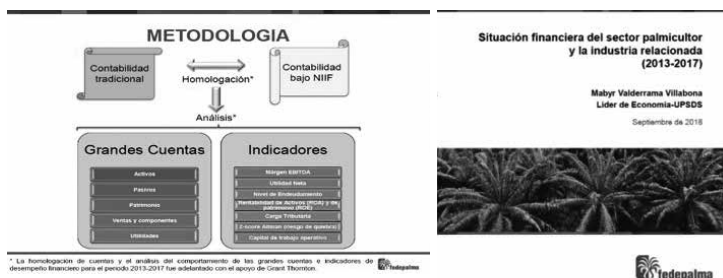 METODOLOGIA
Contabilidad
tradicional
Homologación*
Contabilidad
bajo NIIF
Análisis*
Grandes Cuentas
Activos
Pasivos
Patrimonio
Ventas y componentes
Utilidades
Indicadores
Márgen EBITDA
Utilidad Neta
Nivel de Endeudamiento
Rentabilidad de Activos (ROA) y de
patrimonio (ROE)
Carga Tributaria
Z-score Altman (riesgo de quiebra)
Capital de trabajo operativo
* La homologación de cuentas y el análisis del comportamiento de las grandes cuentas e indicadores de
desempeño financiero para el periodo 2013-2017 fue adelantado con el apoyo de Grant Thornton.
fedepalma
Situación financiera del sector palmicultor
y la industria relacionada
(2013-2017)
Mabyr Valderrama Villabona
Líder de Economía-UPSDS
Septiembre de 2018
fedepalma